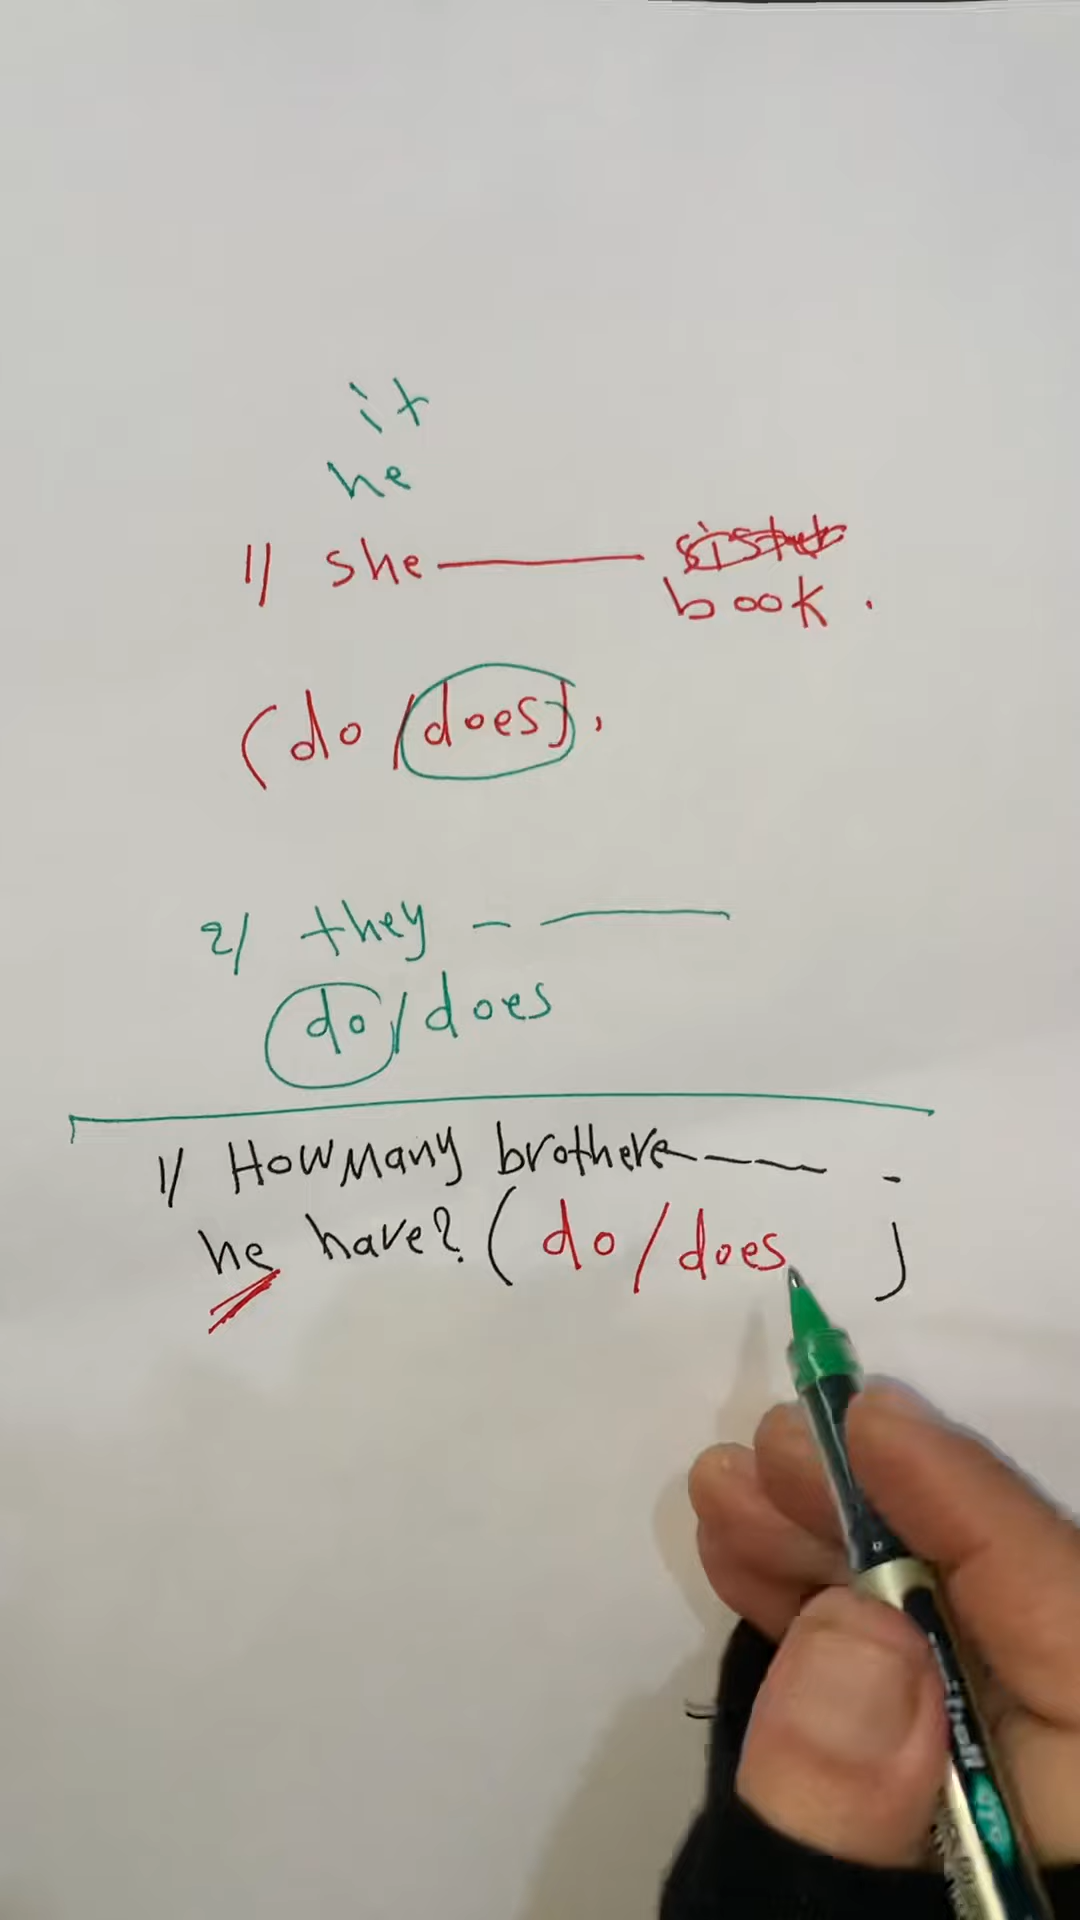 it
he
1) she ———— 
book .
(do / does).
2/ they - ————
do / does
1/ How many brothere ---- -
he have? ( do / does )